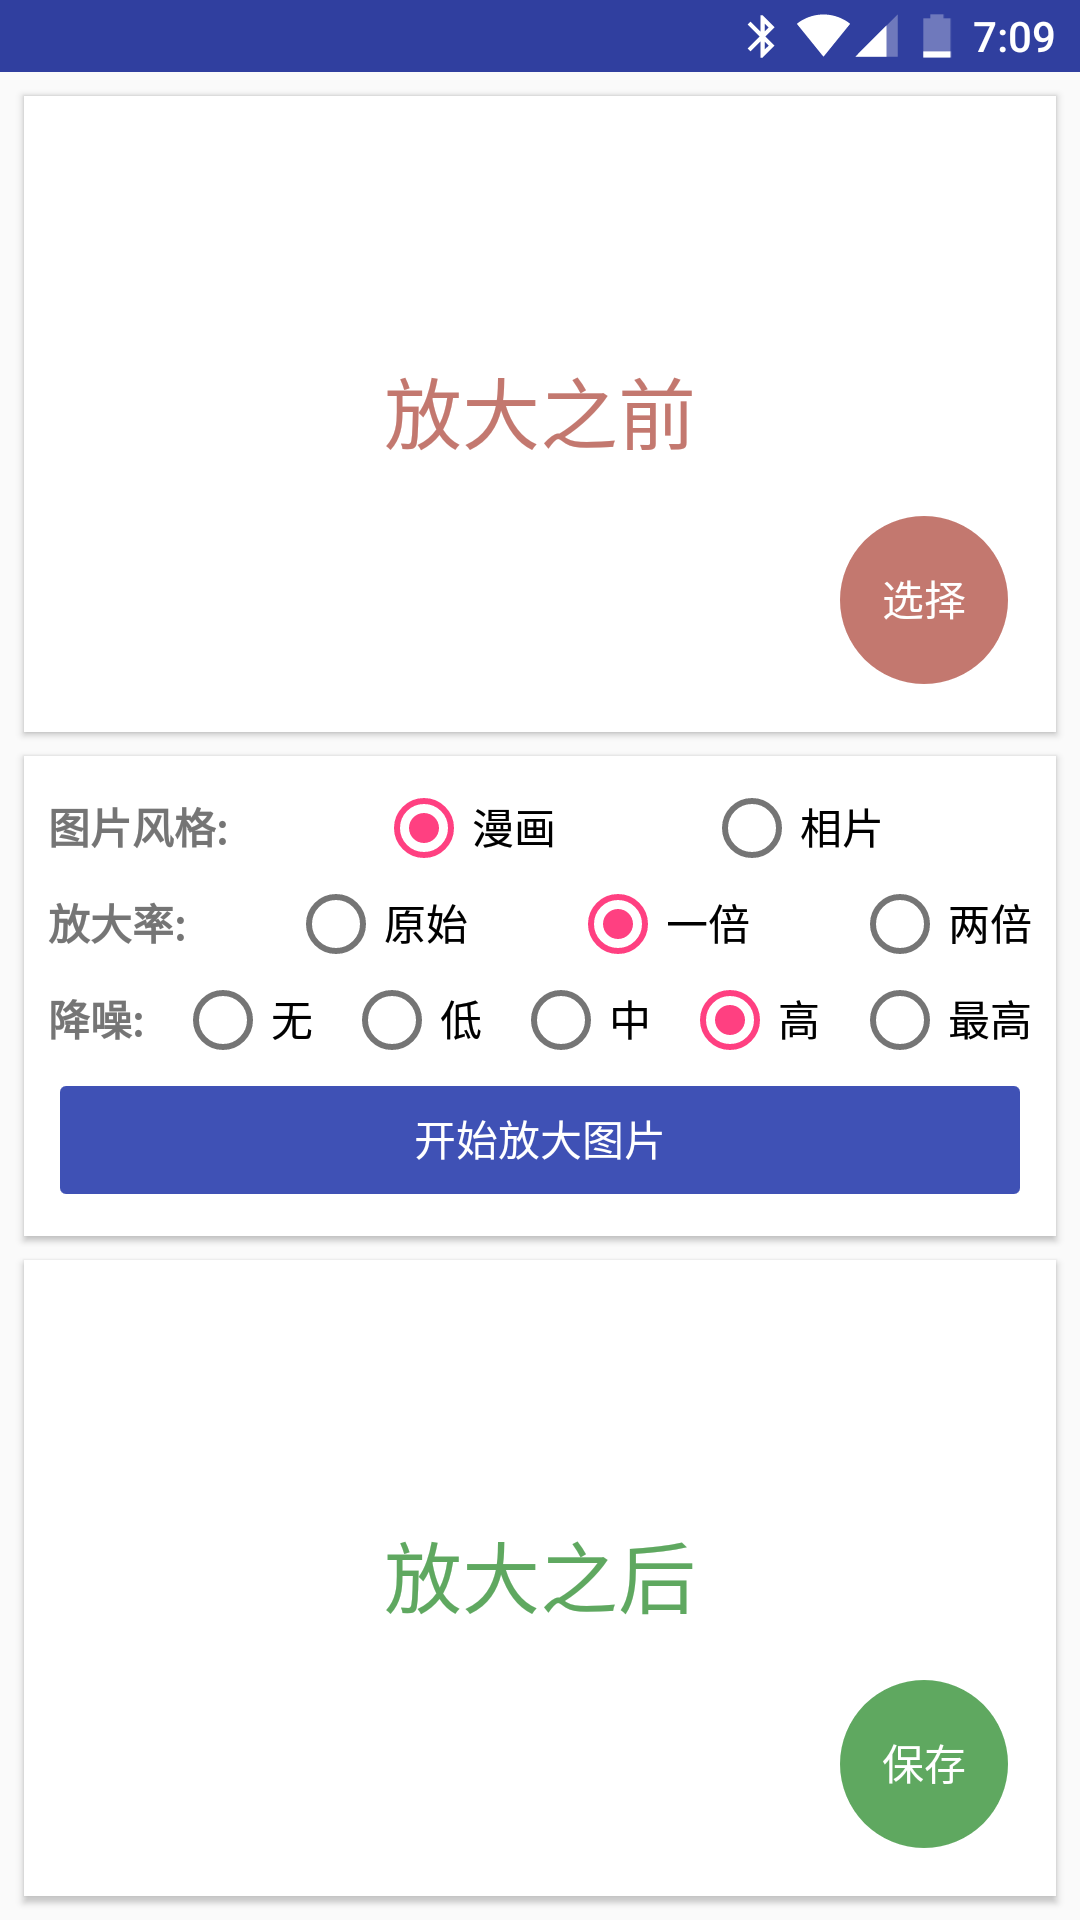 7:09
放大之前
选择
图片风格: 漫画 相片
放大率: 原始 一倍 两倍
降噪: 无 低 中 高 最高
开始放大图片
放大之后
保存